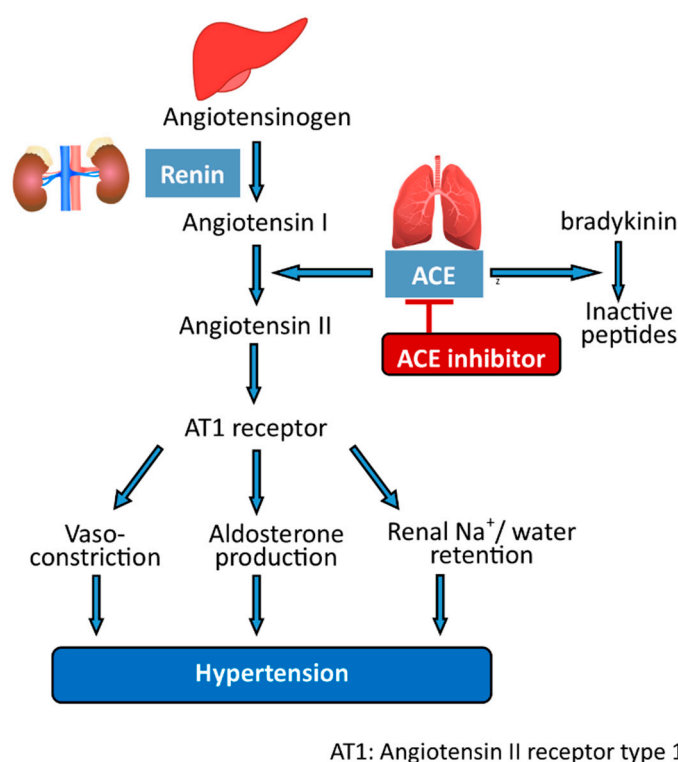 Angiotensinogen
Renin
Angiotensin I
ACE
bradykinin
z
Inactive
peptides
Angiotensin II
ACE inhibitor
AT1 receptor
Vaso-
constriction
Aldosterone
production
Renal Na⁺/ water
retention
Hypertension
AT1: Angiotensin II receptor type 1